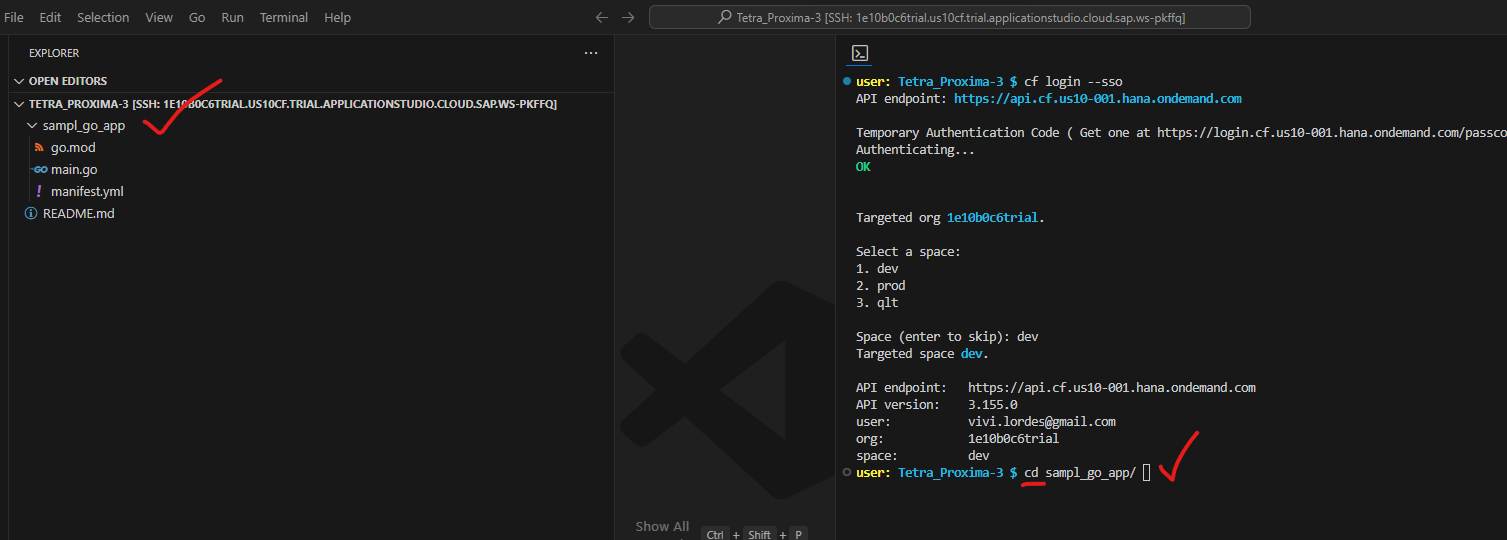 File Edit Selection View Go Run Terminal Help
Tetra_Proxima-3 [SSH: 1e10b0c6trial.us10cf.trial.applicationstudio.cloud.sap.ws-pkffq]
EXPLORER
OPEN EDITORS
TETRA_PROXIMA-3 [SSH: 1E10B0C6TRIAL.US10CF.TRIAL.APPLICATIONSTUDIO.CLOUD.SAP.WS-PKFFQ]
sampl_go_app
go.mod
GO main.go
! manifest.yml
README.md
Show All
Ctrl + Shift + P
user: Tetra_Proxima-3 $ cf login --sso
API endpoint: https://api.cf.us10-001.hana.ondemand.com
Temporary Authentication Code ( Get one at https://login.cf.us10-001.hana.ondemand.com/passco
Authenticating...
OK
Targeted org 1e10b0c6trial.
Select a space:
1. dev
2. prod
3. qlt
Space (enter to skip): dev
Targeted space dev.
API endpoint: https://api.cf.us10-001.hana.ondemand.com
API version: 3.155.0
user: vivi.lordes@gmail.com
org: 1e10b0c6trial
space: dev
user: Tetra_Proxima-3 $ cd sampl_go_app/